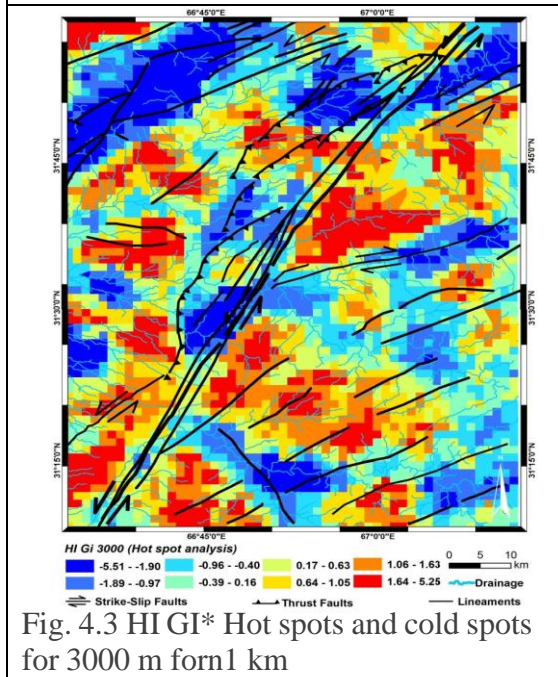 66°45'0"E 67°0'0"E
31°45'0"N
31°30'0"N
31°15'0"N
31°45'0"N
31°30'0"N
31°15'0"N
66°45'0"E 67°0'0"E
HI Gi 3000 (Hot spot analysis)
-5.51 - -1.90 -0.96 - -0.40 0.17 - 0.63 1.06 - 1.63 0 5 10
km
-1.89 - -0.97 -0.39 - 0.16 0.64 - 1.05 1.64 - 5.25 Drainage
Strike-Slip Faults Thrust Faults Lineaments
Fig. 4.3 HI GI* Hot spots and cold spots
for 3000 m forn1 km